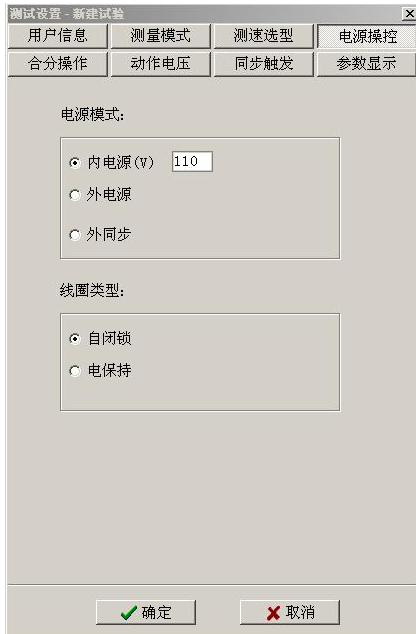 测试设置 - 新建试验
用户信息 测量模式 测速选型 电源操控
合分操作 动作电压 同步触发 参数显示
电源模式：
内电源(V) 110
外电源
外同步
线圈类型：
自闭锁
电保持
确定 取消